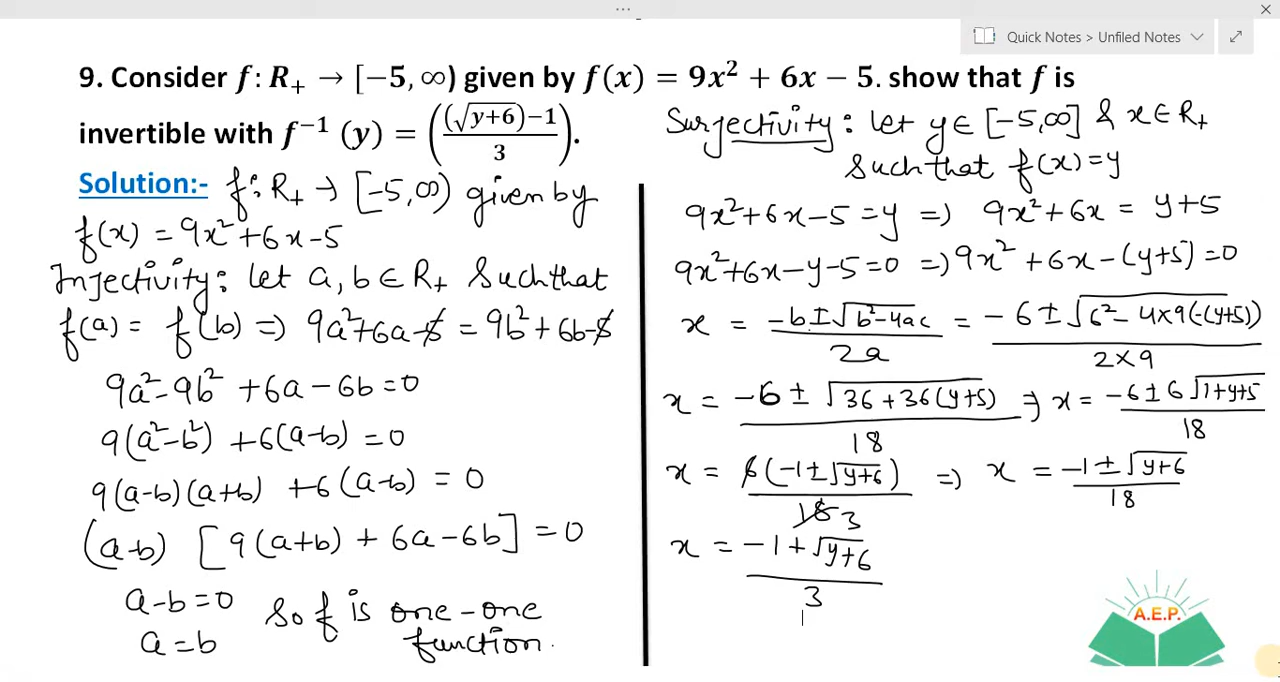 Quick Notes > Unfiled Notes
9. Consider f: R₊ → [−5, ∞) given by f(x) = 9x² + 6x − 5. show that f is
invertible with f⁻¹ (y) = (((√y+6)−1)/3).
Solution:- f: R₊ → [-5, ∞) given by
f(x) = 9x²+6x-5
Injectivity: let a, b ∈ R₊ Such that
f(a) = f(b) => 9a²+6a-5 = 9b²+6b-5
9a²-9b² +6a-6b=0
9(a²-b²) +6(a-b) =0
9(a-b)(a+b) +6(a-b) = 0
(a-b) [9(a+b) + 6a-6b] = 0
a-b=0 So f is one-one
a=b function.
Surjectivity: let y∈ [-5,∞] & x∈R₊
Such that f(x)=y
9x²+6x-5=y => 9x²+6x = y+5
9x²+6x-y-5=0 => 9x²+6x-(y+5)=0
x = (-b±√(b²-4ac))/2a = (-6±√(6²-4×9(-(y+5))))/(2×9)
x = (-6±√(36+36(y+5)))/18 => x = (-6±6√(1+y+5))/18
x = 6(-1±√(y+6))/18 3 => x = (-1±√(y+6))/18
x = (-1+√(y+6))/3
A.E.P.